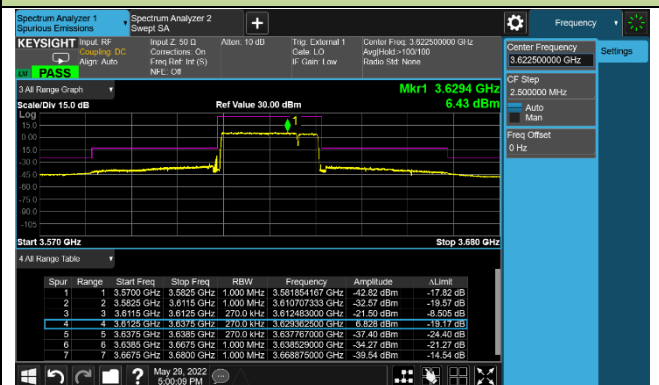 Spectrum Analyzer 1
Spurious Emissions
Spectrum Analyzer 2
Swept SA
Frequency
KEYSIGHT Input: RF
Coupling: DC
Align: Auto
Input Z: 50 Ω
Corrections: On
Freq Ref: Int (S)
NFE: Off
Atten: 10 dB
Trig: External 1
Gate: LO
IF Gain: Low
Center Freq: 3.622500000 GHz
Avg|Hold:>100/100
Radio Std: None
LXI PASS
Center Frequency
3.622500000 GHz
Settings
CF Step
2.500000 MHz
Auto
Man
Freq Offset
0 Hz
3 All Range Graph
Mkr1 3.6294 GHz
6.43 dBm
Scale/Div 15.0 dB
Ref Value 30.00 dBm
Log
15.0
0.00
-15.0
-30.0
-45.0
-60.0
-75.0
-90.0
-105
1
Start 3.570 GHz
Stop 3.680 GHz
4 All Range Table
Spur Range Start Freq Stop Freq RBW Frequency Amplitude ΔLimit
1 1 3.5700 GHz 3.5825 GHz 1.000 MHz 3.581854167 GHz -42.82 dBm -17.82 dB
2 2 3.5825 GHz 3.6115 GHz 1.000 MHz 3.610707333 GHz -32.57 dBm -19.57 dB
3 3 3.6115 GHz 3.6125 GHz 270.0 kHz 3.612483000 GHz -21.50 dBm -8.505 dB
4 4 3.6125 GHz 3.6375 GHz 270.0 kHz 3.629362500 GHz 6.828 dBm -19.17 dB
5 5 3.6375 GHz 3.6385 GHz 270.0 kHz 3.637767000 GHz -37.40 dBm -24.40 dB
6 6 3.6385 GHz 3.6675 GHz 1.000 MHz 3.638529000 GHz -34.27 dBm -21.27 dB
7 7 3.6675 GHz 3.6800 GHz 1.000 MHz 3.668875000 GHz -39.54 dBm -14.54 dB
May 29, 2022
5:00:09 PM